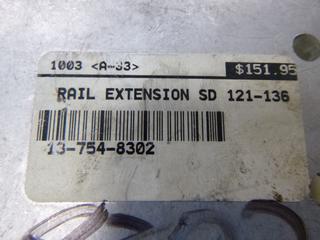 1003 <A-33> $151.95
RAIL EXTENSION SD 121-136
13-754-8302